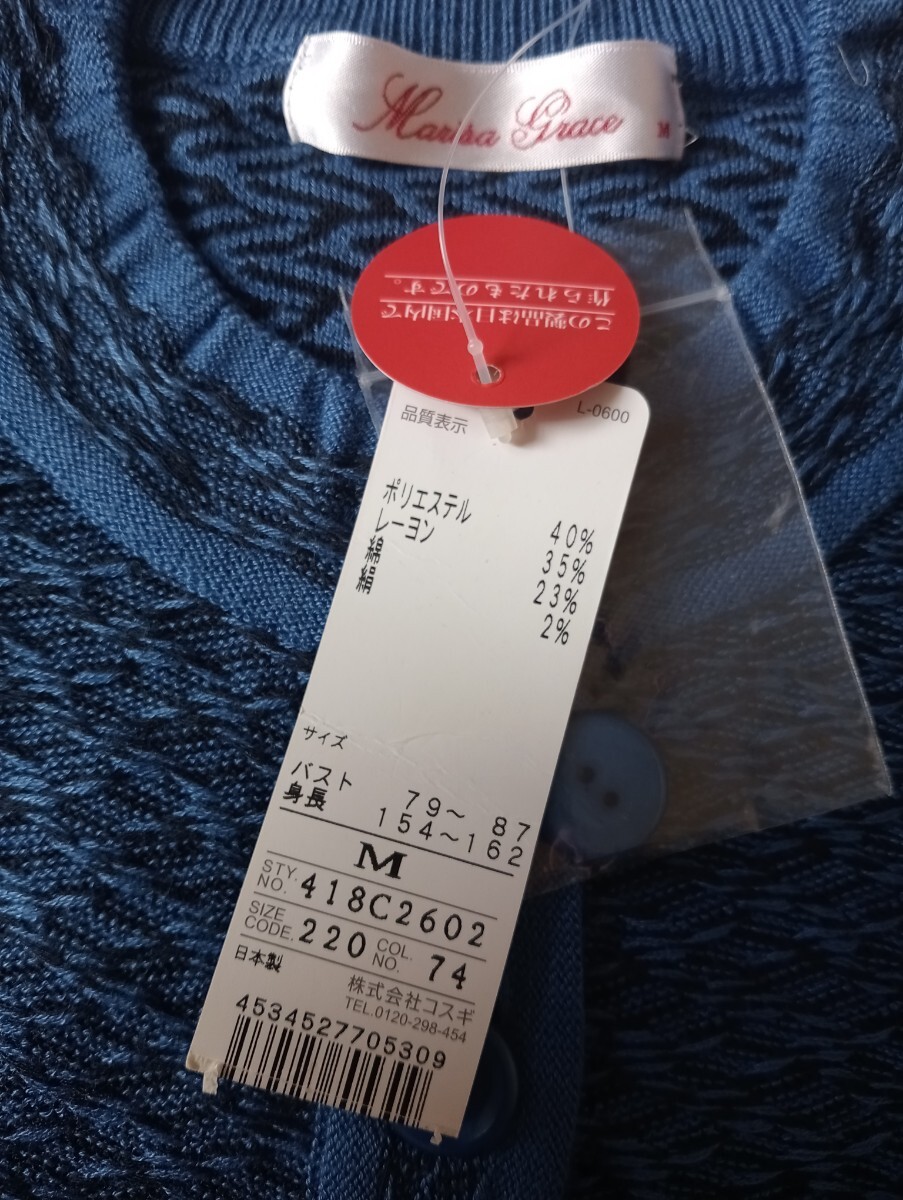 Marisa Grace M
この製品は日本国内で
作られたものです。
L-0600
品質表示
ポリエステル 40%
レーヨン 35%
綿 23%
絹 2%
サイズ
バスト 79～ 87
身長 154～162
M
STY. NO. 418C2602
SIZE CODE. 220 COL. NO. 74
日本製 株式会社コスギ
TEL.0120-298-454
4534527705309